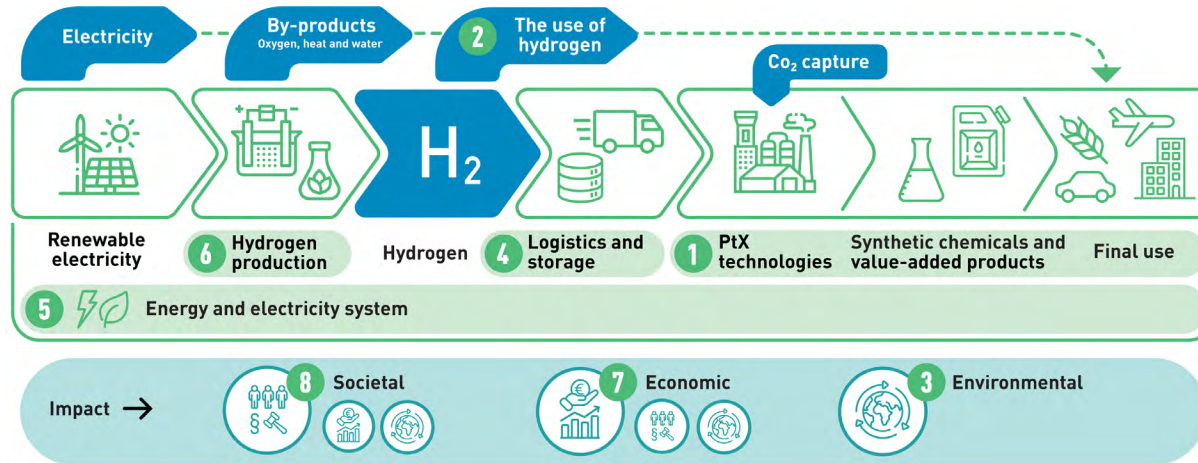 Electricity
By-products
Oxygen, heat and water
2
The use of
hydrogen
Co₂ capture
+
−
H₂
Renewable
electricity
6
Hydrogen
production
Hydrogen
4
Logistics and
storage
1
PtX
technologies
Synthetic chemicals and
value-added products
Final use
5
Energy and electricity system
Impact →
8
Societal
§
€
7
Economic
€
§
3
Environmental